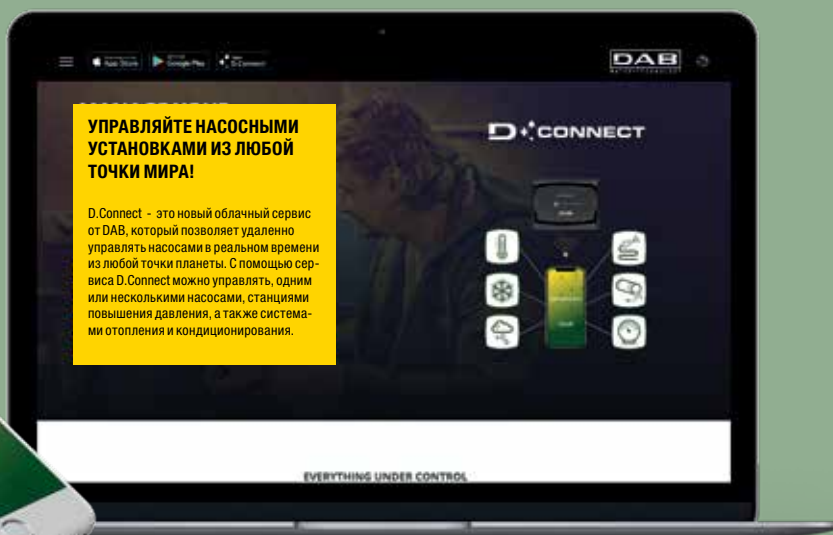 App Store
Google Play
D.Connect
DAB
УПРАВЛЯЙТЕ НАСОСНЫМИ
УСТАНОВКАМИ ИЗ ЛЮБОЙ
ТОЧКИ МИРА!
D.Connect - это новый облачный сервис
от DAB, который позволяет удаленно
управлять насосами в реальном времени
из любой точки планеты. С помощью сер-
виса D.Connect можно управлять, одним
или несколькими насосами, станциями
повышения давления, а также система-
ми отопления и кондиционирования.
D CONNECT
EVERYTHING UNDER CONTROL